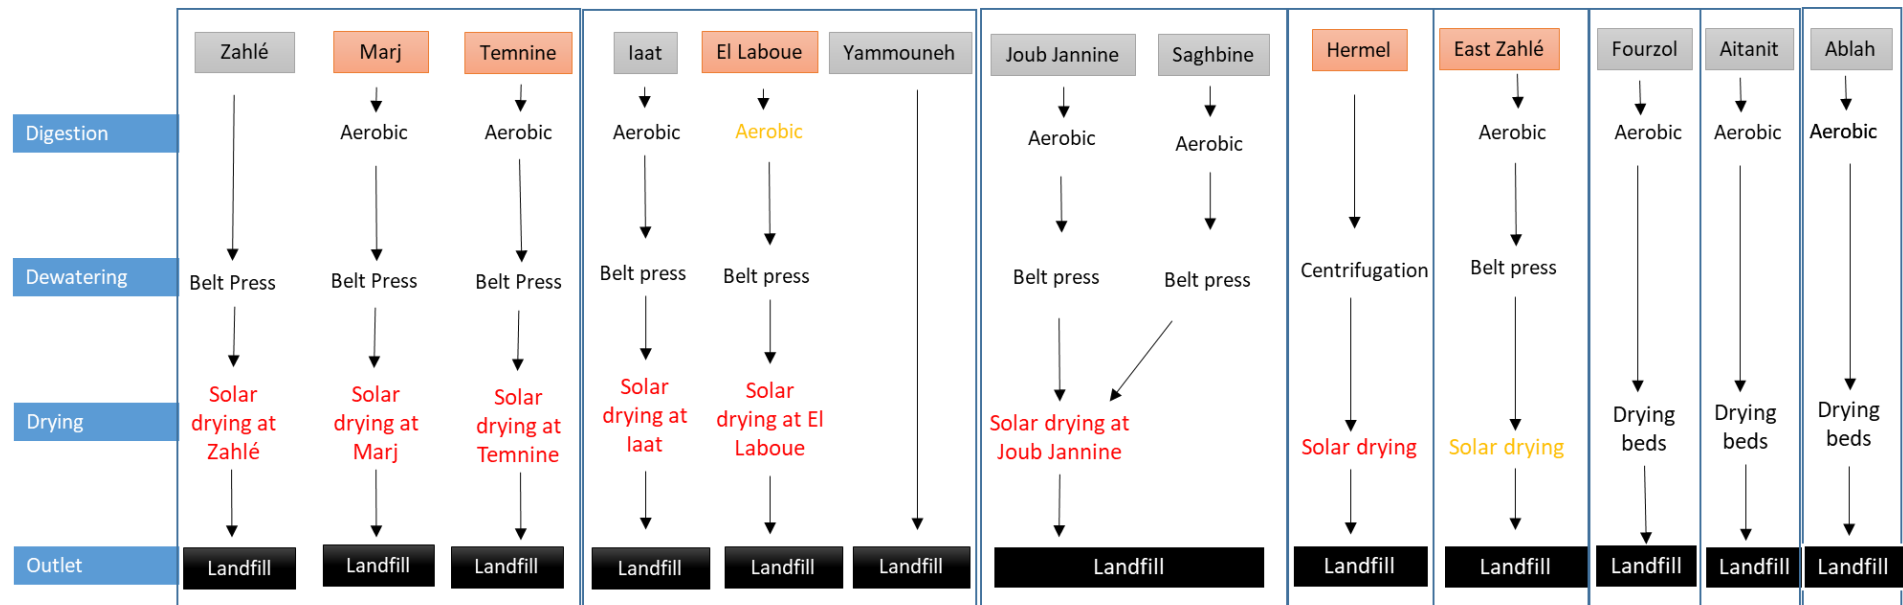 Zahlé
Marj
Temnine
Iaat
El Laboue
Yammouneh
Joub Jannine
Saghbine
Hermel
East Zahlé
Fourzol
Aitanit
Ablah
Digestion
Aerobic
Aerobic
Aerobic
Aerobic
Aerobic
Aerobic
Aerobic
Aerobic
Aerobic
Aerobic
Dewatering
Belt Press
Belt Press
Belt Press
Belt press
Belt press
Belt press
Belt press
Centrifugation
Belt press
Drying
Solar
drying at
Zahlé
Solar
drying at
Marj
Solar
drying at
Temnine
Solar
drying at
Iaat
Solar
drying at El
Laboue
Solar drying at
Joub Jannine
Solar drying
Solar drying
Drying
beds
Drying
beds
Drying
beds
Outlet
Landfill
Landfill
Landfill
Landfill
Landfill
Landfill
Landfill
Landfill
Landfill
Landfill
Landfill
Landfill